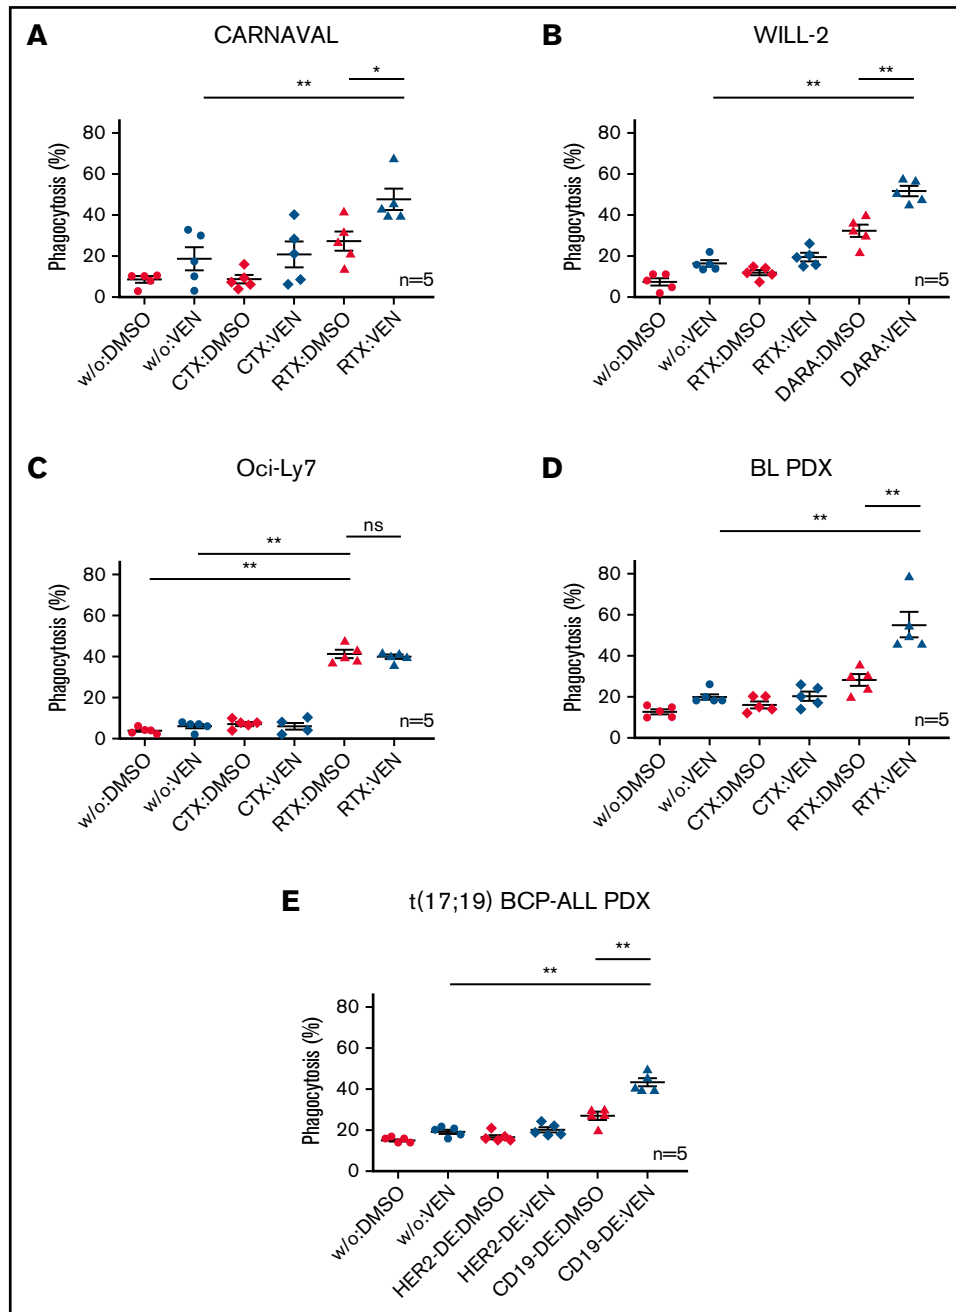 A
CARNAVAL
*
**
Phagocytosis (%)
80
60
40
20
0
n=5
w/o:DMSO
w/o:VEN
CTX:DMSO
CTX:VEN
RTX:DMSO
RTX:VEN
B
WILL-2
**
**
Phagocytosis (%)
80
60
40
20
0
n=5
w/o:DMSO
w/o:VEN
RTX:DMSO
RTX:VEN
DARA:DMSO
DARA:VEN
C
Oci-Ly7
ns
**
**
Phagocytosis (%)
80
60
40
20
0
n=5
w/o:DMSO
w/o:VEN
CTX:DMSO
CTX:VEN
RTX:DMSO
RTX:VEN
D
BL PDX
**
**
Phagocytosis (%)
80
60
40
20
0
n=5
w/o:DMSO
w/o:VEN
CTX:DMSO
CTX:VEN
RTX:DMSO
RTX:VEN
E
t(17;19) BCP-ALL PDX
**
**
Phagocytosis (%)
80
60
40
20
0
n=5
w/o:DMSO
w/o:VEN
HER2-DE:DMSO
HER2-DE:VEN
CD19-DE:DMSO
CD19-DE:VEN